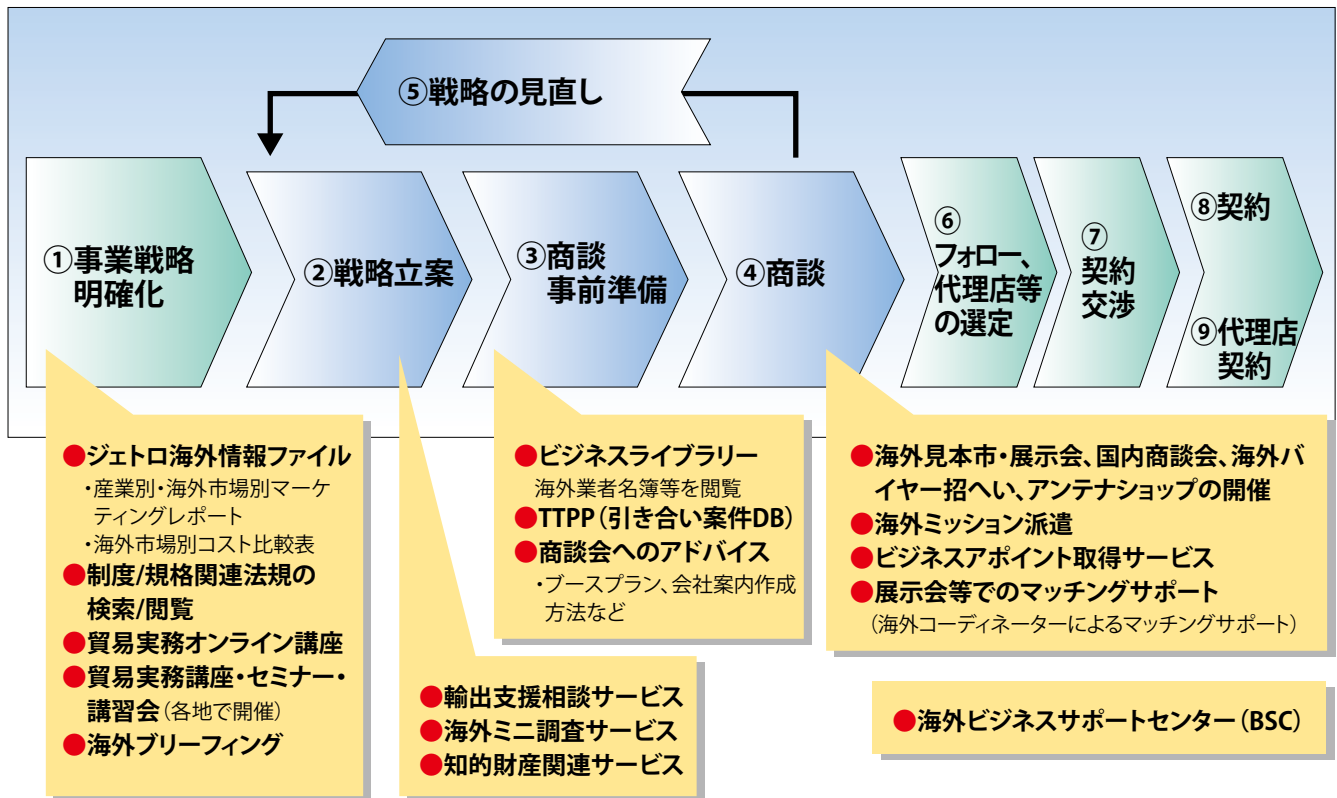 ⑤戦略の見直し
①事業戦略
明確化
②戦略立案
③商談
事前準備
④商談
⑥
フォロー、
代理店等
の選定
⑦
契約
交渉
⑧契約
⑨代理店
契約
●ジェトロ海外情報ファイル
・産業別・海外市場別マーケ
ティングレポート
・海外市場別コスト比較表
●制度/規格関連法規の
検索/閲覧
●貿易実務オンライン講座
●貿易実務講座・セミナー・
講習会(各地で開催)
●海外ブリーフィング
●輸出支援相談サービス
●海外ミニ調査サービス
●知的財産関連サービス
●ビジネスライブラリー
海外業者名簿等を閲覧
●TTPP(引き合い案件DB)
●商談会へのアドバイス
・ブースプラン、会社案内作成
方法など
●海外見本市・展示会、国内商談会、海外バ
イヤー招へい、アンテナショップの開催
●海外ミッション派遣
●ビジネスアポイント取得サービス
●展示会等でのマッチングサポート
(海外コーディネーターによるマッチングサポート)
●海外ビジネスサポートセンター(BSC)